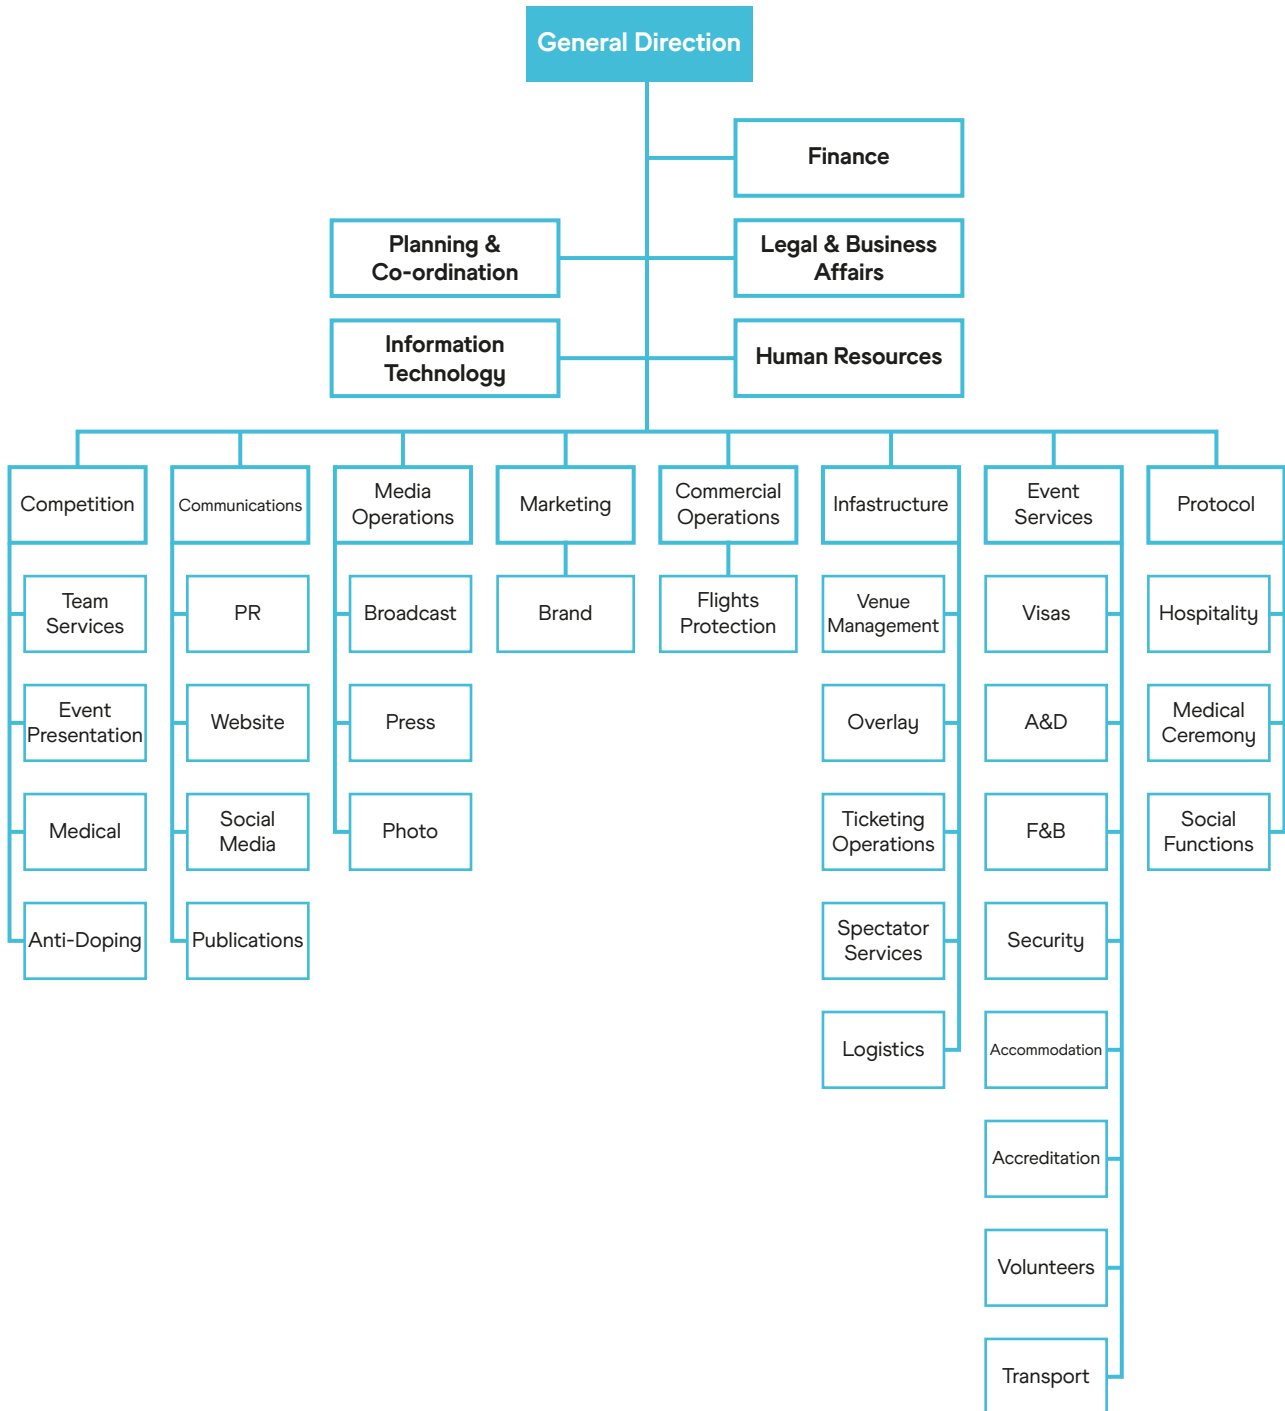 General Direction
Finance
Planning &
Co-ordination
Legal & Business
Affairs
Information
Technology
Human Resources
Competition
Communications
Media
Operations
Marketing
Commercial
Operations
Infastructure
Event
Services
Protocol
Team
Services
PR
Broadcast
Brand
Flights
Protection
Venue
Management
Visas
Hospitality
Event
Presentation
Website
Press
Overlay
A&D
Medical
Ceremony
Medical
Social
Media
Photo
Ticketing
Operations
F&B
Social
Functions
Anti-Doping
Publications
Spectator
Services
Security
Logistics
Accommodation
Accreditation
Volunteers
Transport